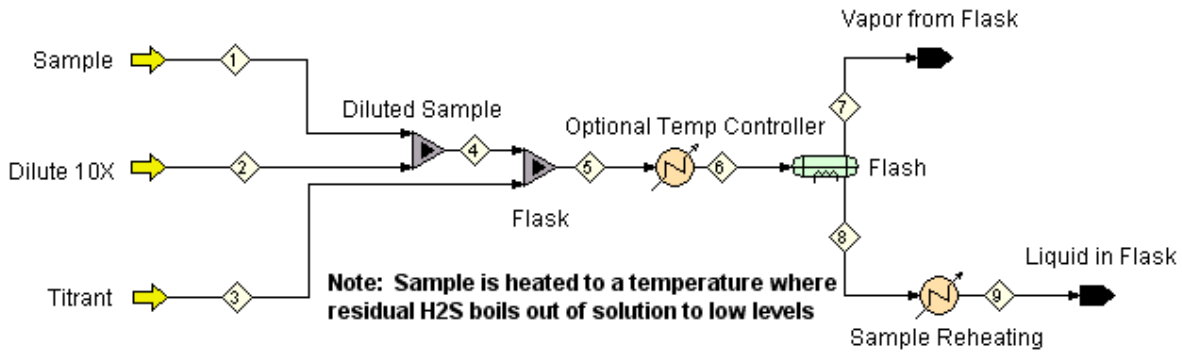 Vapor from Flask
Sample
1
Diluted Sample
Optional Temp Controller
7
Dilute 10X
2
4
5
6
Flash
Flask
8
Titrant
3
Note: Sample is heated to a temperature where
residual H2S boils out of solution to low levels
Liquid in Flask
9
Sample Reheating